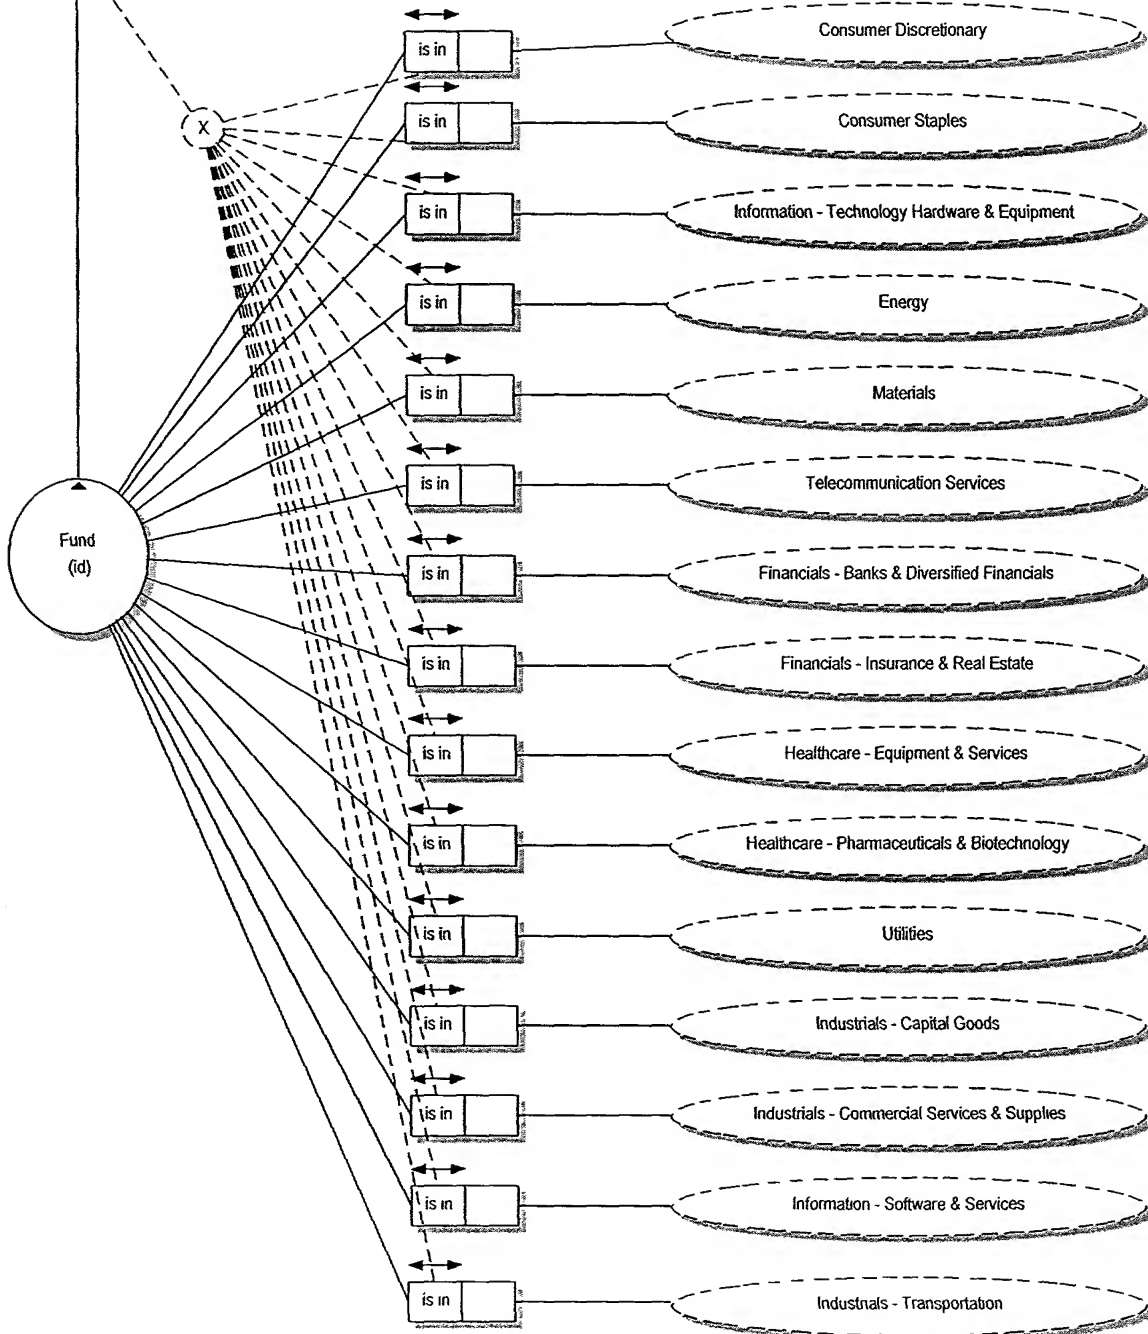 is in
Consumer Discretionary
X
is in
Consumer Staples
is in
Information - Technology Hardware & Equipment
is in
Energy
is in
Materials
is in
Telecommunication Services
Fund
(id)
is in
Financials - Banks & Diversified Financials
is in
Financials - Insurance & Real Estate
is in
Healthcare - Equipment & Services
is in
Healthcare - Pharmaceuticals & Biotechnology
is in
Utilities
is in
Industrials - Capital Goods
is in
Industrials - Commercial Services & Supplies
is in
Information - Software & Services
is in
Industrials - Transportation